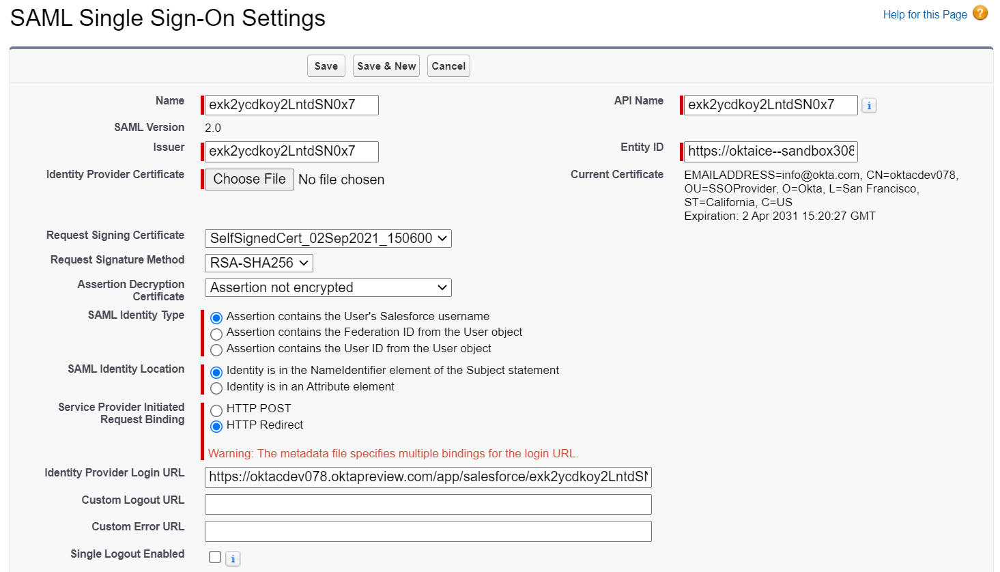 SAML Single Sign-On Settings
Help for this Page ?
Save Save & New Cancel
Name exk2ycdkoy2LntdSN0x7 API Name exk2ycdkoy2LntdSN0x7 i
SAML Version 2.0
Issuer exk2ycdkoy2LntdSN0x7 Entity ID https://oktaice--sandbox308
Identity Provider Certificate Choose File No file chosen Current Certificate EMAILADDRESS=info@okta.com, CN=oktacdev078,
OU=SSOProvider, O=Okta, L=San Francisco,
ST=California, C=US
Expiration: 2 Apr 2031 15:20:27 GMT
Request Signing Certificate SelfSignedCert_02Sep2021_150600
Request Signature Method RSA-SHA256
Assertion Decryption
Certificate Assertion not encrypted
SAML Identity Type Assertion contains the User's Salesforce username
Assertion contains the Federation ID from the User object
Assertion contains the User ID from the User object
SAML Identity Location Identity is in the NameIdentifier element of the Subject statement
Identity is in an Attribute element
Service Provider Initiated
Request Binding HTTP POST
HTTP Redirect
Warning: The metadata file specifies multiple bindings for the login URL.
Identity Provider Login URL https://oktacdev078.oktapreview.com/app/salesforce/exk2ycdkoy2LntdSN
Custom Logout URL
Custom Error URL
Single Logout Enabled i